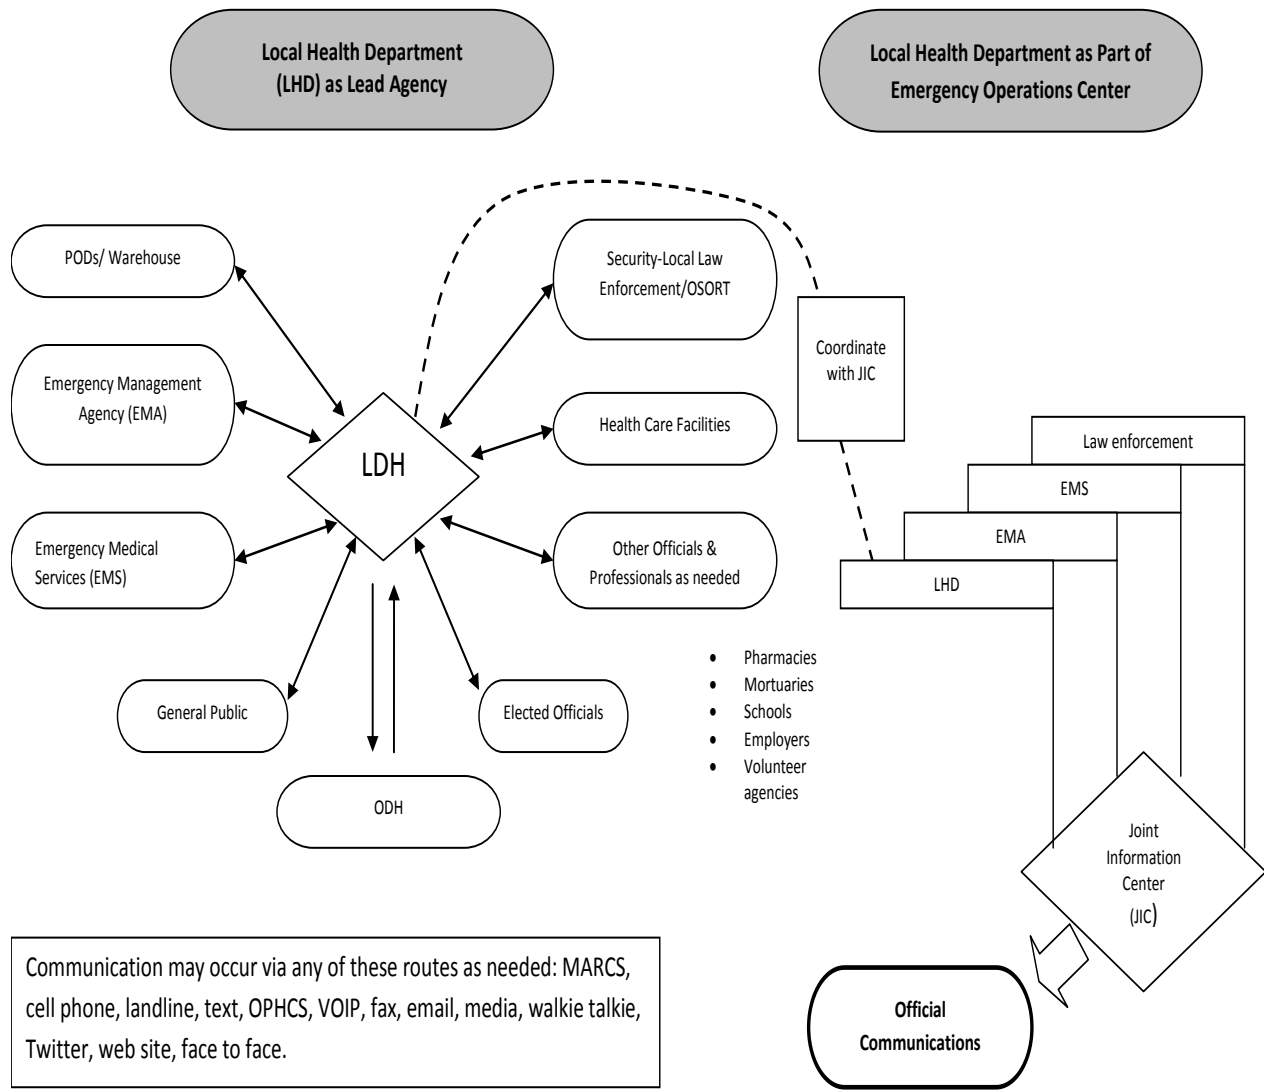 Local Health Department
(LHD) as Lead Agency
Local Health Department as Part of
Emergency Operations Center
PODs/ Warehouse
Security-Local Law
Enforcement/OSORT
Emergency Management
Agency (EMA)
Coordinate
with JIC
Health Care Facilities
LDH
Law enforcement
EMS
EMA
LHD
Emergency Medical
Services (EMS)
Other Officials &
Professionals as needed
• Pharmacies
• Mortuaries
• Schools
• Employers
• Volunteer
agencies
General Public
Elected Officials
ODH
Joint
Information
Center
(JIC)
Communication may occur via any of these routes as needed: MARCS,
cell phone, landline, text, OPHCS, VOIP, fax, email, media, walkie talkie,
Twitter, web site, face to face.
Official
Communications